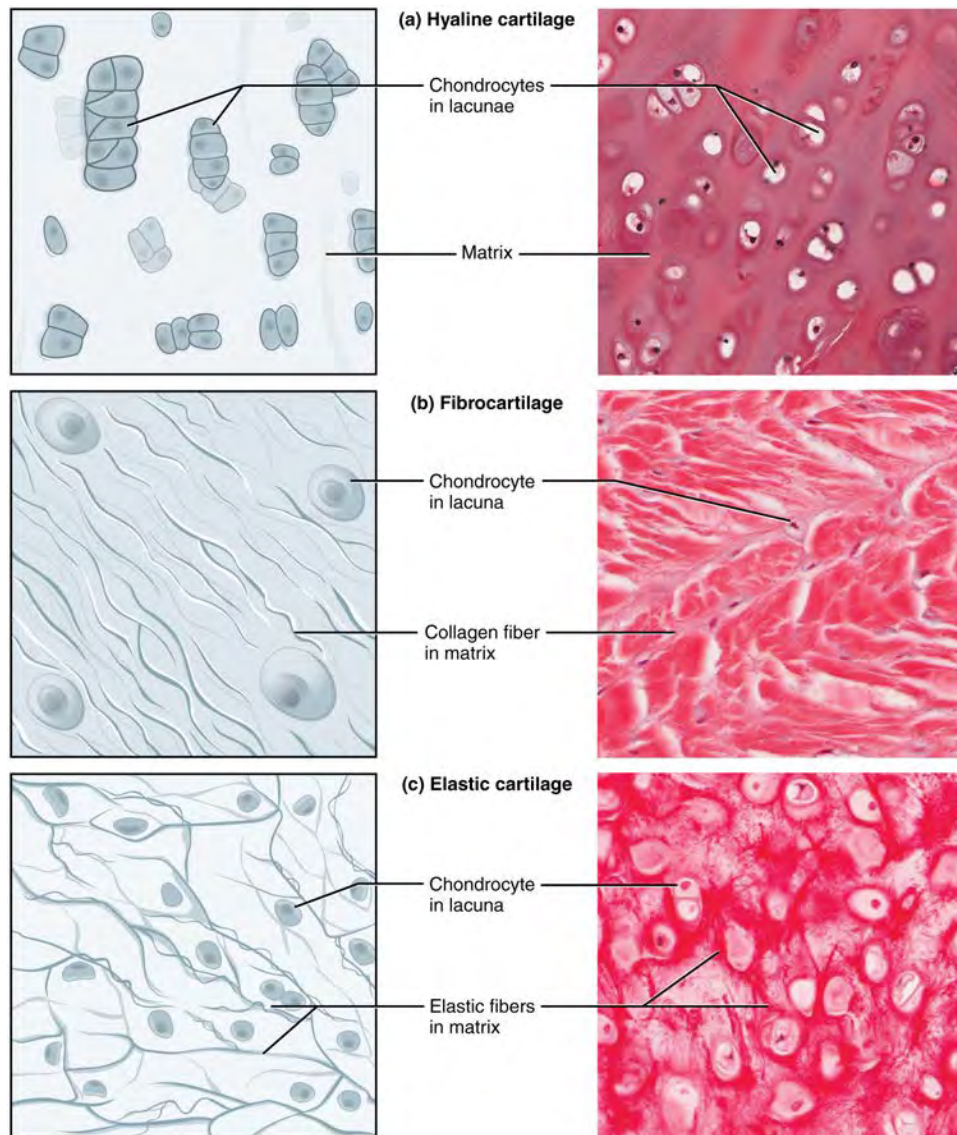 (a) Hyaline cartilage
Chondrocytes
in lacunae
Matrix
(b) Fibrocartilage
Chondrocyte
in lacuna
Collagen fiber
in matrix
(c) Elastic cartilage
Chondrocyte
in lacuna
Elastic fibers
in matrix